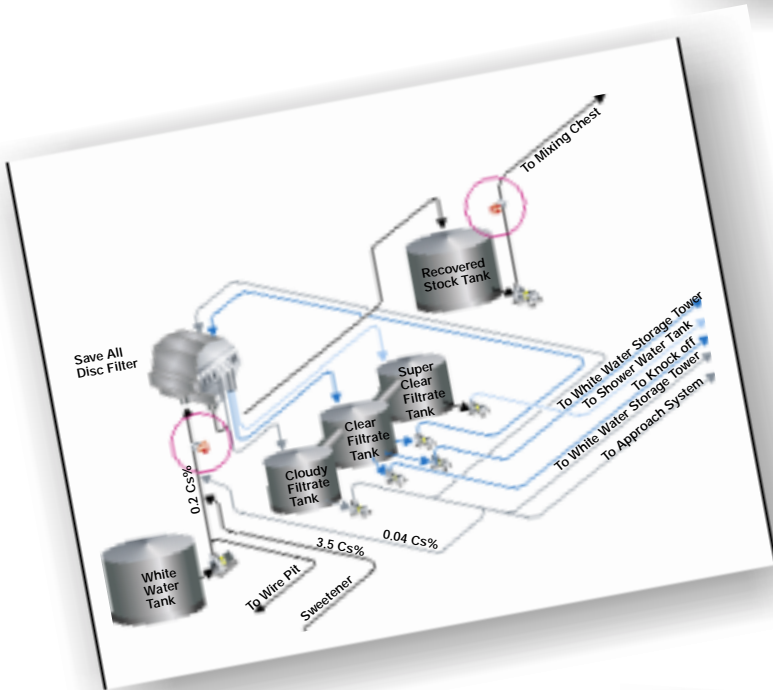 To Mixing Chest
Recovered
Stock Tank
To White Water Storage Tower
To Shower Water Tank
To Knock off
To White Water Storage Tower
To Approach System
Save All
Disc Filter
Super
Clear
Filtrate
Tank
Clear
Filtrate
Tank
Cloudy
Filtrate
Tank
0.2 Cs%
0.04 Cs%
3.5 Cs%
White
Water
Tank
To Wire Pit
Sweetener